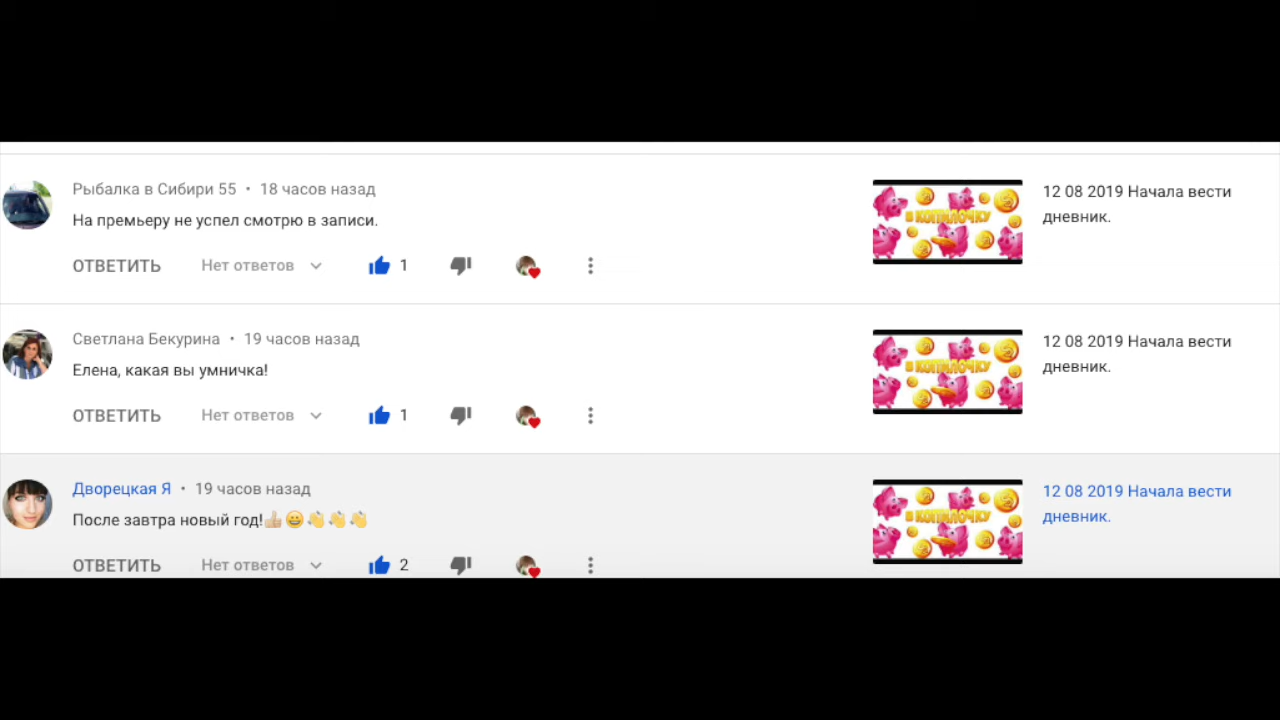 Рыбалка в Сибири 55 • 18 часов назад
На премьеру не успел смотрю в записи.
ОТВЕТИТЬ Нет ответов 1
В КОПИЛОЧКУ
12 08 2019 Начала вести
дневник.
Светлана Бекурина • 19 часов назад
Елена, какая вы умничка!
ОТВЕТИТЬ Нет ответов 1
В КОПИЛОЧКУ
12 08 2019 Начала вести
дневник.
Дворецкая Я • 19 часов назад
После завтра новый год!👍🏼😀👏🏼👏🏼👏🏼
ОТВЕТИТЬ Нет ответов 2
В КОПИЛОЧКУ
12 08 2019 Начала вести
дневник.